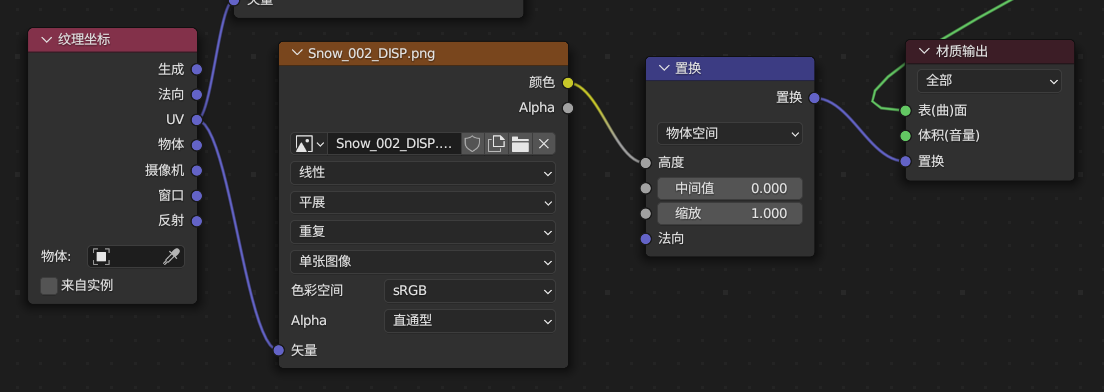 矢量
纹理坐标
生成
法向
UV
物体
摄像机
窗口
反射
物体:
来自实例
Snow_002_DISP.png
颜色
Alpha
Snow_002_DISP....
线性
平展
重复
单张图像
色彩空间 sRGB
Alpha 直通型
矢量
置换
置换
物体空间
高度
中间值 0.000
缩放 1.000
法向
材质输出
全部
表(曲)面
体积(音量)
置换